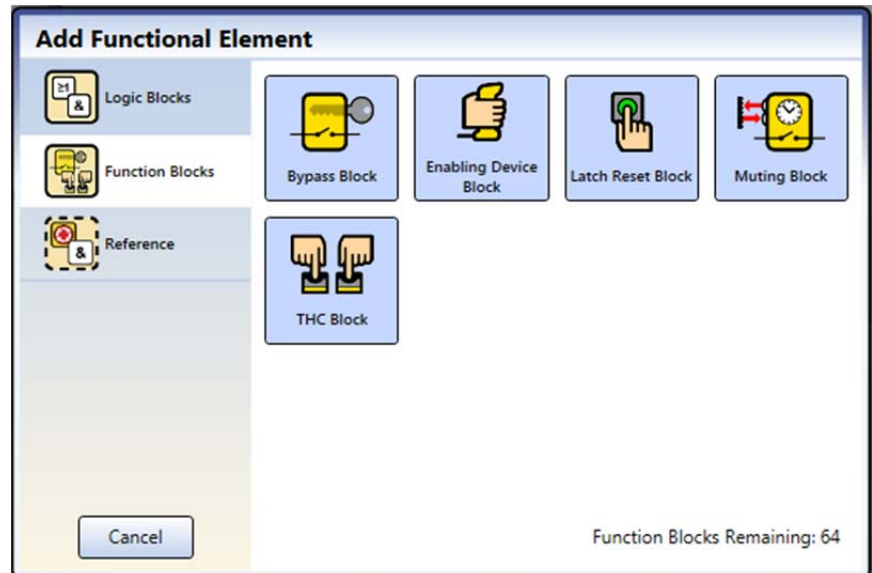 Add Functional Element
≥1
&
Logic Blocks
Function Blocks
&
Reference
Bypass Block
Enabling Device
Block
Latch Reset Block
Muting Block
THC Block
Cancel
Function Blocks Remaining: 64